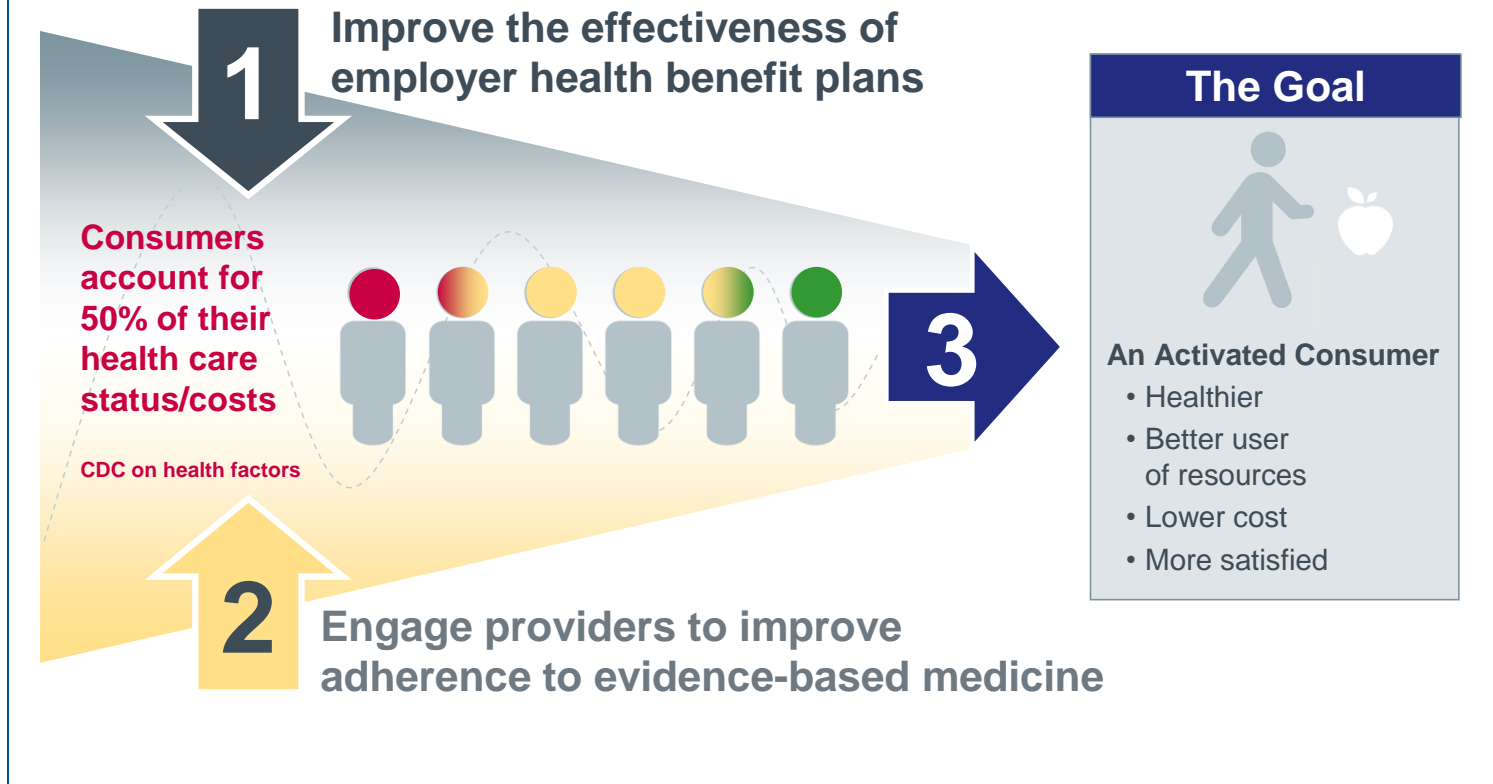 1
Improve the effectiveness of
employer health benefit plans
Consumers
account for
50% of their
health care
status/costs
CDC on health factors
2
Engage providers to improve
adherence to evidence-based medicine
3
The Goal
An Activated Consumer
• Healthier
• Better user
of resources
• Lower cost
• More satisfied